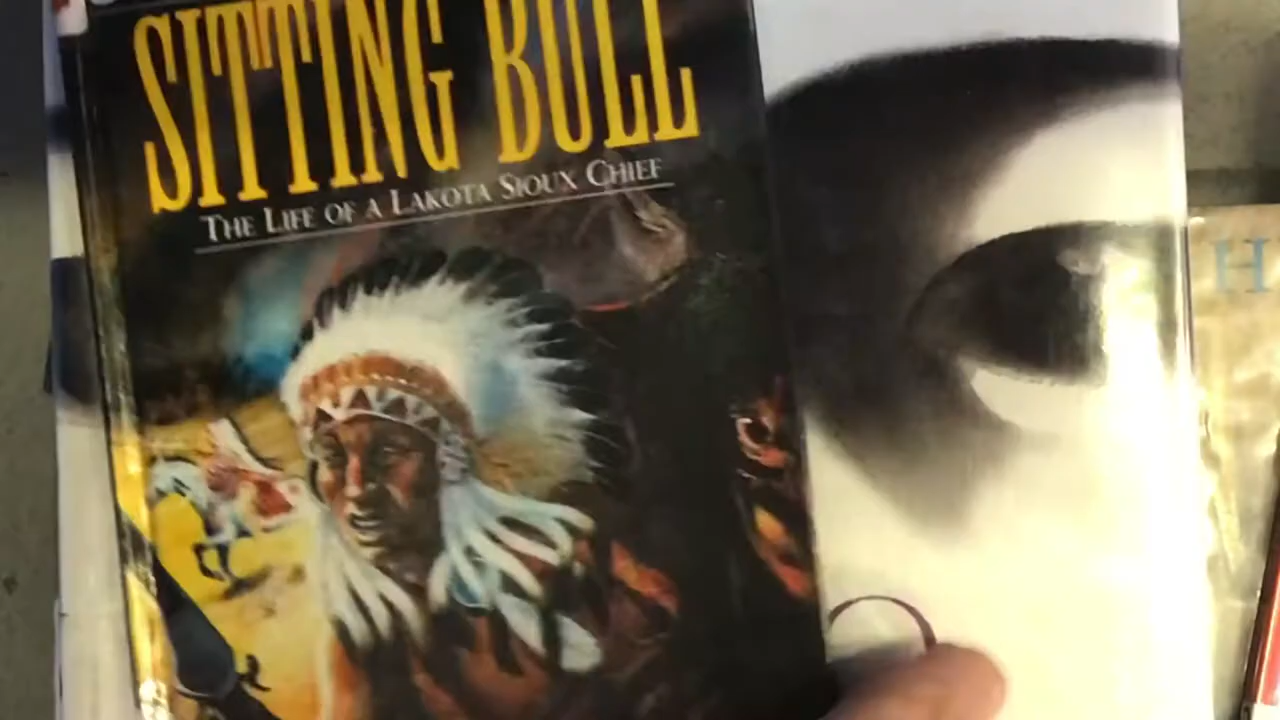 SITTING BULL
THE LIFE OF A LAKOTA SIOUX CHIEF
H